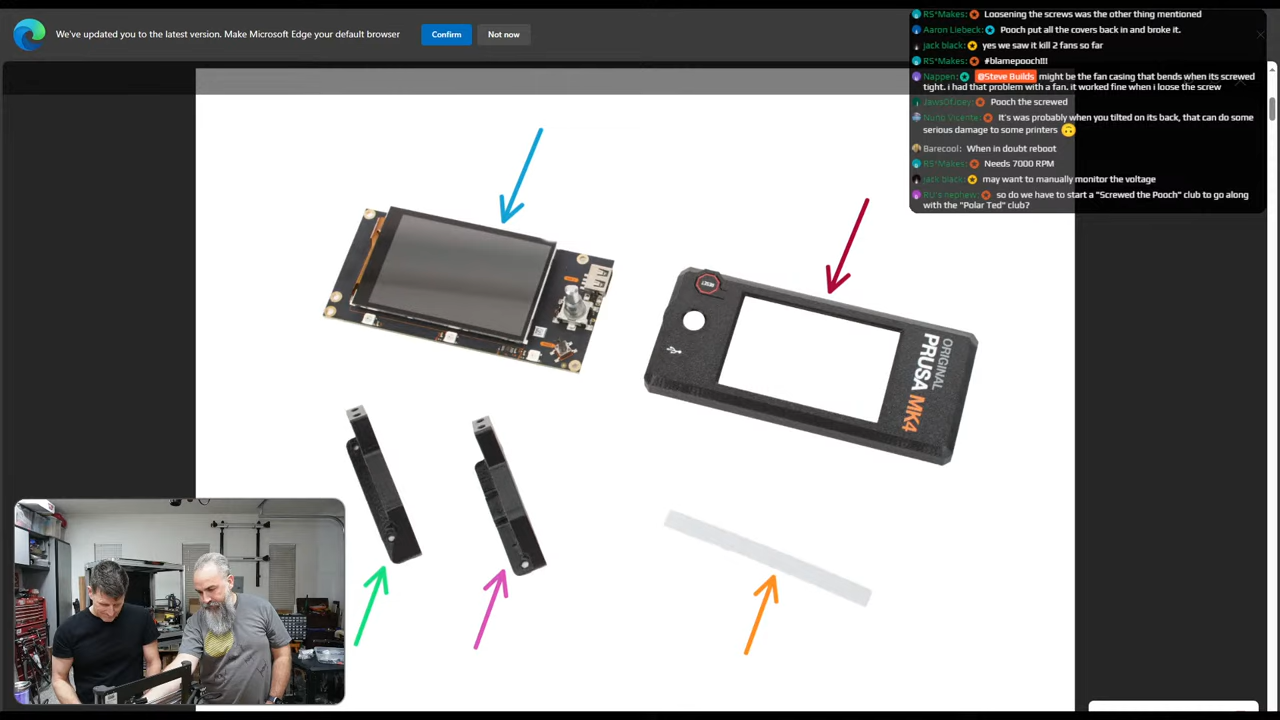 We've updated you to the latest version. Make Microsoft Edge your default browser
Confirm
Not now
RS*Makes: Loosening the screws was the other thing mentioned
Aaron Liebeck: Pooch put all the covers back in and broke it.
jack black: yes we saw it kill 2 fans so far
RS*Makes: #blamepooch!!!
Nappen: @Steve Builds might be the fan casing that bends when its screwed
tight. i had that problem with a fan. it worked fine when i loose the screw
JawsOfJoey: Pooch the screwed
Nuno Vicente: It's was probably when you tilted on its back, that can do some
serious damage to some printers
Barecool: When in doubt reboot
RS*Makes: Needs 7000 RPM
jack black: may want to manually monitor the voltage
RU's nephew: so do we have to start a "Screwed the Pooch" club to go along
with the "Polar Ted" club?
ORIGINAL
PRUSA MK4